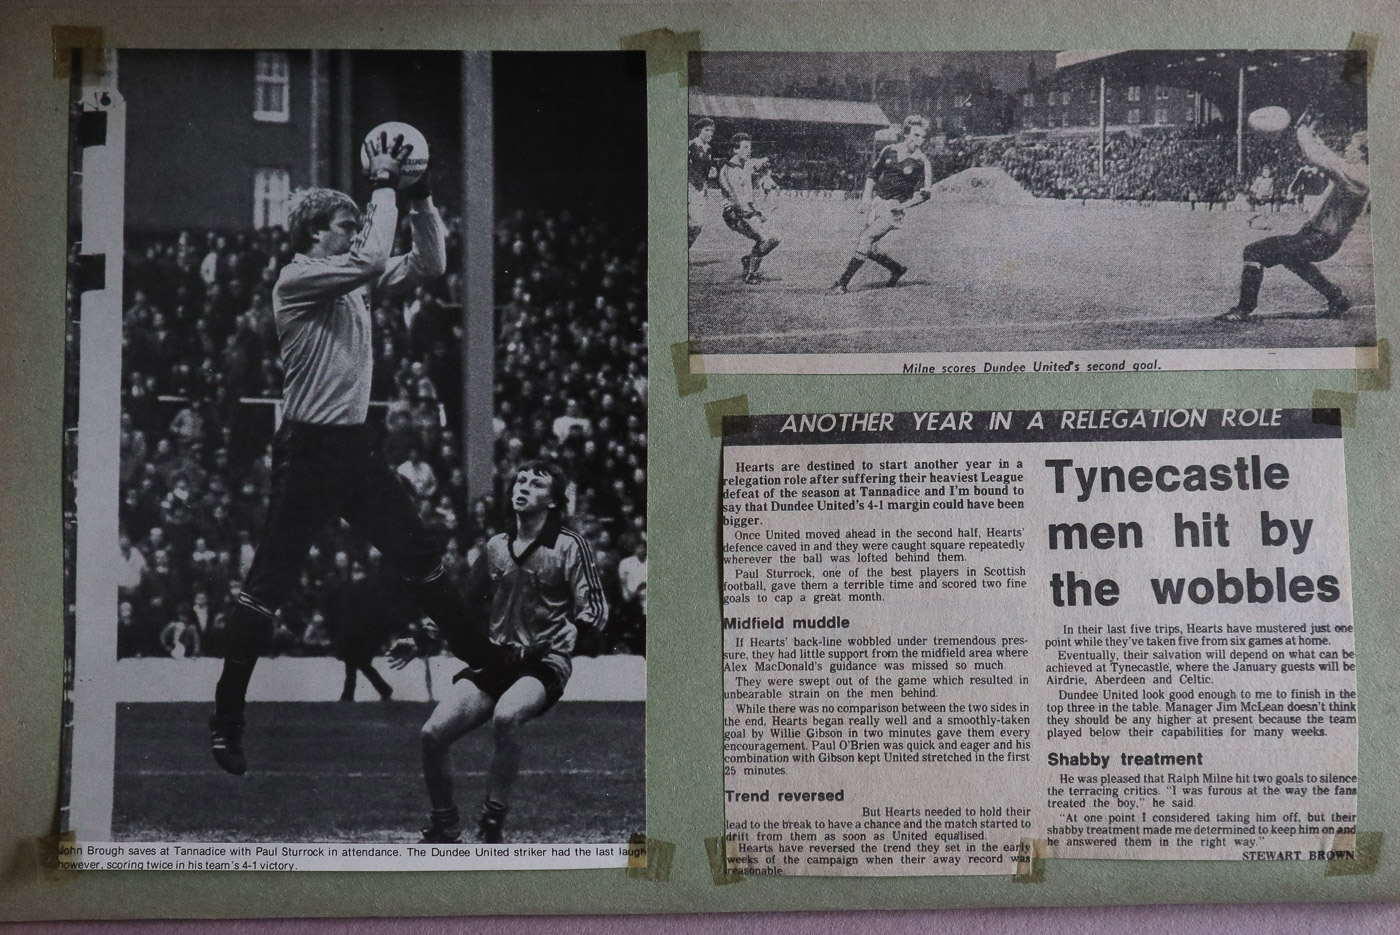 John Brough saves at Tannadice with Paul Sturrock in attendance. The Dundee United striker had the last laugh
however, scoring twice in his team's 4-1 victory.
Milne scores Dundee United's second goal.
ANOTHER YEAR IN A RELEGATION ROLE
Hearts are destined to start another year in a
relegation role after suffering their heaviest League
defeat of the season at Tannadice and I'm bound to
say that Dundee United's 4-1 margin could have been
bigger.
Once United moved ahead in the second half, Hearts'
defence caved in and they were caught square repeatedly
wherever the ball was lofted behind them.
Paul Sturrock, one of the best players in Scottish
football, gave them a terrible time and scored two fine
goals to cap a great month.
Midfield muddle
If Hearts' back-line wobbled under tremendous pres-
sure, they had little support from the midfield area where
Alex MacDonald's guidance was missed so much.
They were swept out of the game which resulted in
unbearable strain on the men behind.
While there was no comparison between the two sides in
the end, Hearts began really well and a smoothly-taken
goal by Willie Gibson in two minutes gave them every
encouragement. Paul O'Brien was quick and eager and his
combination with Gibson kept United stretched in the first
25 minutes.
Trend reversed
But Hearts needed to hold their
lead to the break to have a chance and the match started to
drift from them as soon as United equalised.
Hearts have reversed the trend they set in the early
weeks of the campaign when their away record was
reasonable.
Tynecastle
men hit by
the wobbles
In their last five trips, Hearts have mustered just one
point while they've taken five from six games at home.
Eventually, their salvation will depend on what can be
achieved at Tynecastle, where the January guests will be
Airdrie, Aberdeen and Celtic.
Dundee United look good enough to me to finish in the
top three in the table. Manager Jim McLean doesn't think
they should be any higher at present because the team
played below their capabilities for many weeks.
Shabby treatment
He was pleased that Ralph Milne hit two goals to silence
the terracing critics. "I was furous at the way the fans
treated the boy," he said.
"At one point I considered taking him off, but their
shabby treatment made me determined to keep him on and
he answered them in the right way."
STEWART BROWN